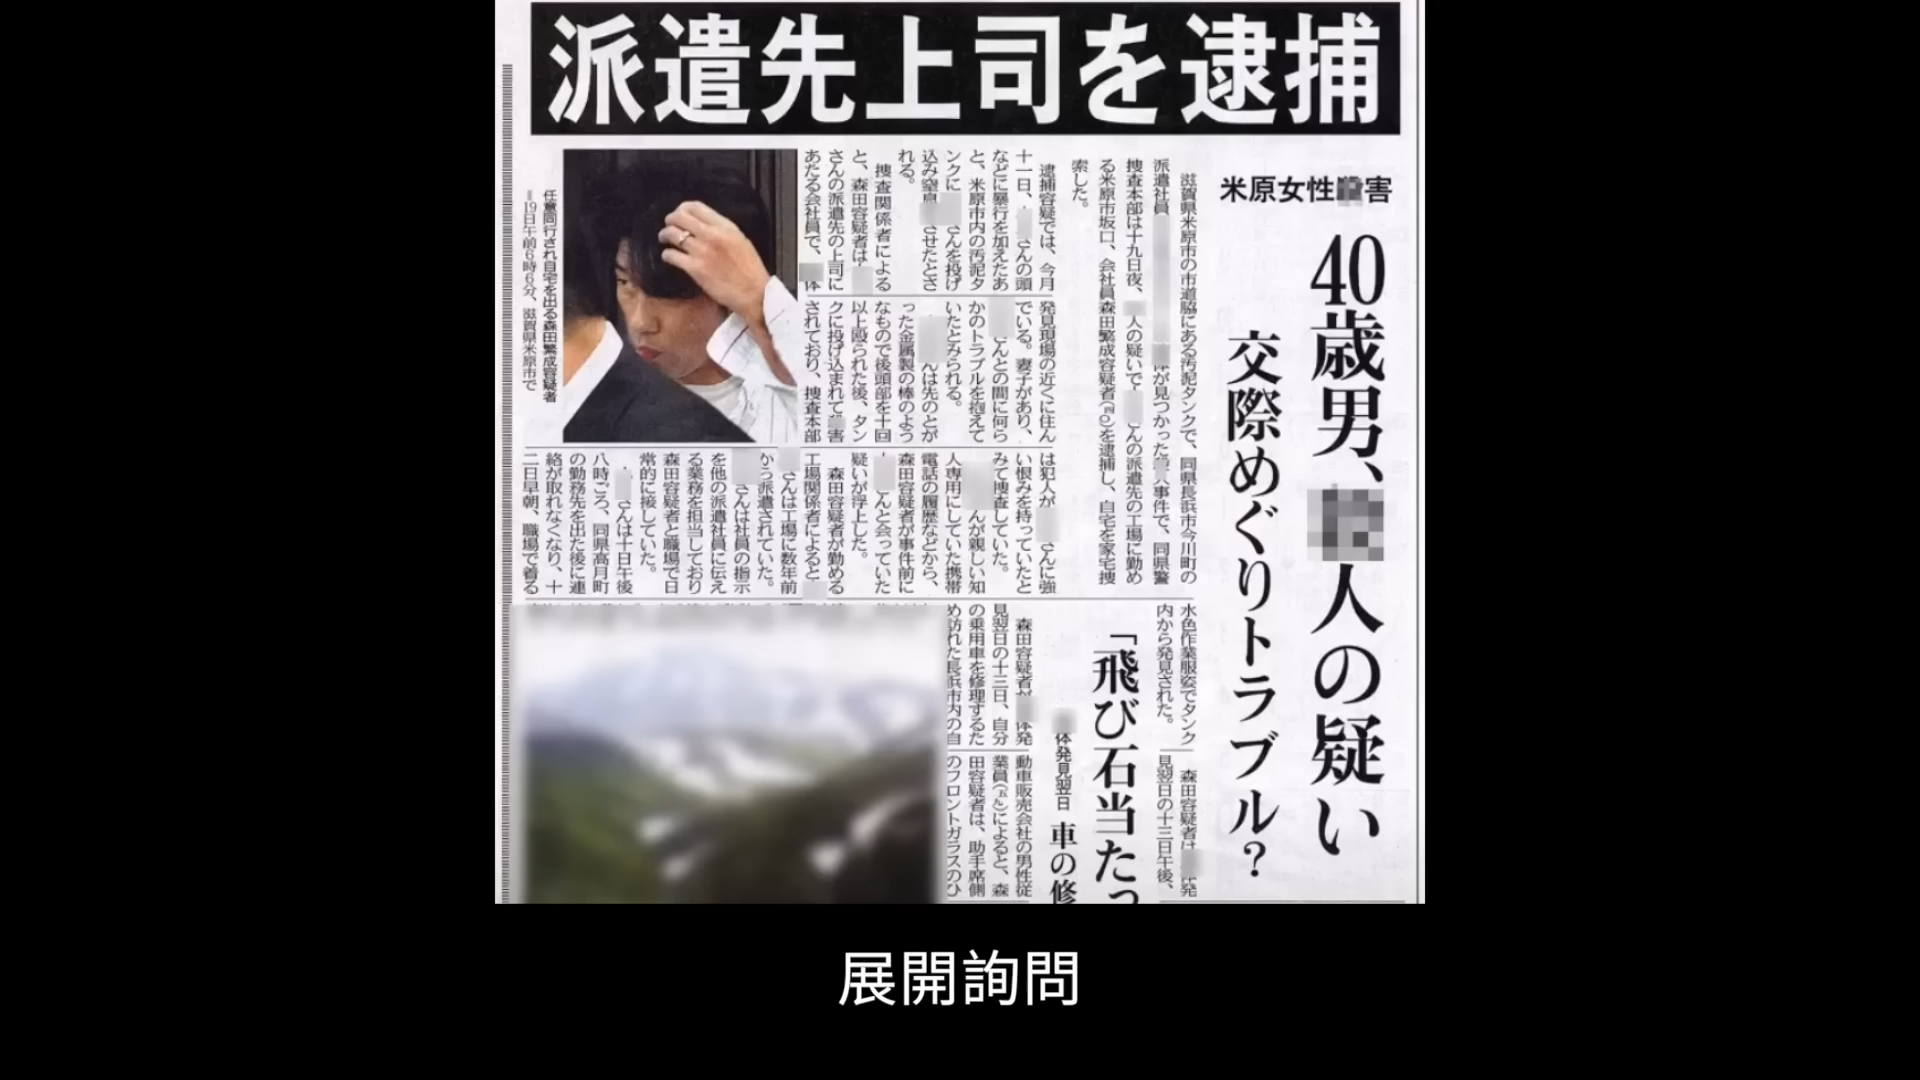 派遣先上司を逮捕
米原女性 害
40歳男、 人の疑い
交際めぐりトラブル?
滋賀県米原市の市道脇にある汚泥タンクで、同県長浜市今川町の
派遣社員 が見つかった 人事件で、同県警
捜査本部は十九日夜、 人の疑いで さんの派遣先の工場に勤め
る米原市坂口、会社員森田繁成容疑者(40)を逮捕し、自宅を家宅捜
索した。
逮捕容疑では、今月
十一日、 さんの頭
などに暴行を加えたあ
と、米原市内の汚泥タ
ンクに さんを投げ
込み窒息 させたとさ
れる。
捜査関係者による
と、森田容疑者は
さんの派遣先の上司に
あたる会社員で、 体
発見現場の近くに住ん
でいる。妻子があり、
さんとの間に何ら
かのトラブルを抱えて
いたとみられる。
んは先のとが
った金属製の棒のよう
なもので後頭部を十回
以上殴られた後、タン
クに投げ込まれて 害
されており、捜査本部
は犯人が さんに強
い恨みを持っていたと
みて捜査していた。
んが親しい知
人専用にしていた携帯
電話の履歴などから、
森田容疑者が事件前に
んと会っていた
疑いが浮上した。
森田容疑者が勤める
工場関係者によると
さんは工場に数年前
から派遣されていた。
さんは社員の指示
を他の派遣社員に伝え
る業務を担当しており
森田容疑者と職場で日
常的に接していた。
さんは十日午後
八時ごろ、同県高月町
の勤務先を出た後に連
絡が取れなくなり、十
二日早朝、職場で着る
水色作業服姿でタンク
内から発見された。
任意同行され自宅を出る森田繁成容疑者
=19日午前6時6分、滋賀県米原市で
「飛び石当たっ
体発見翌日 車の修
森田容疑者は 体発
見翌日の十三日午後、
森田容疑者が 体発
見翌日の十三日、自分
の乗用車を修理するた
め訪れた長浜市内の自
動車販売会社の男性従
業員 によると、森
田容疑者は、助手席側
のフロントガラスのひ
展開詢問